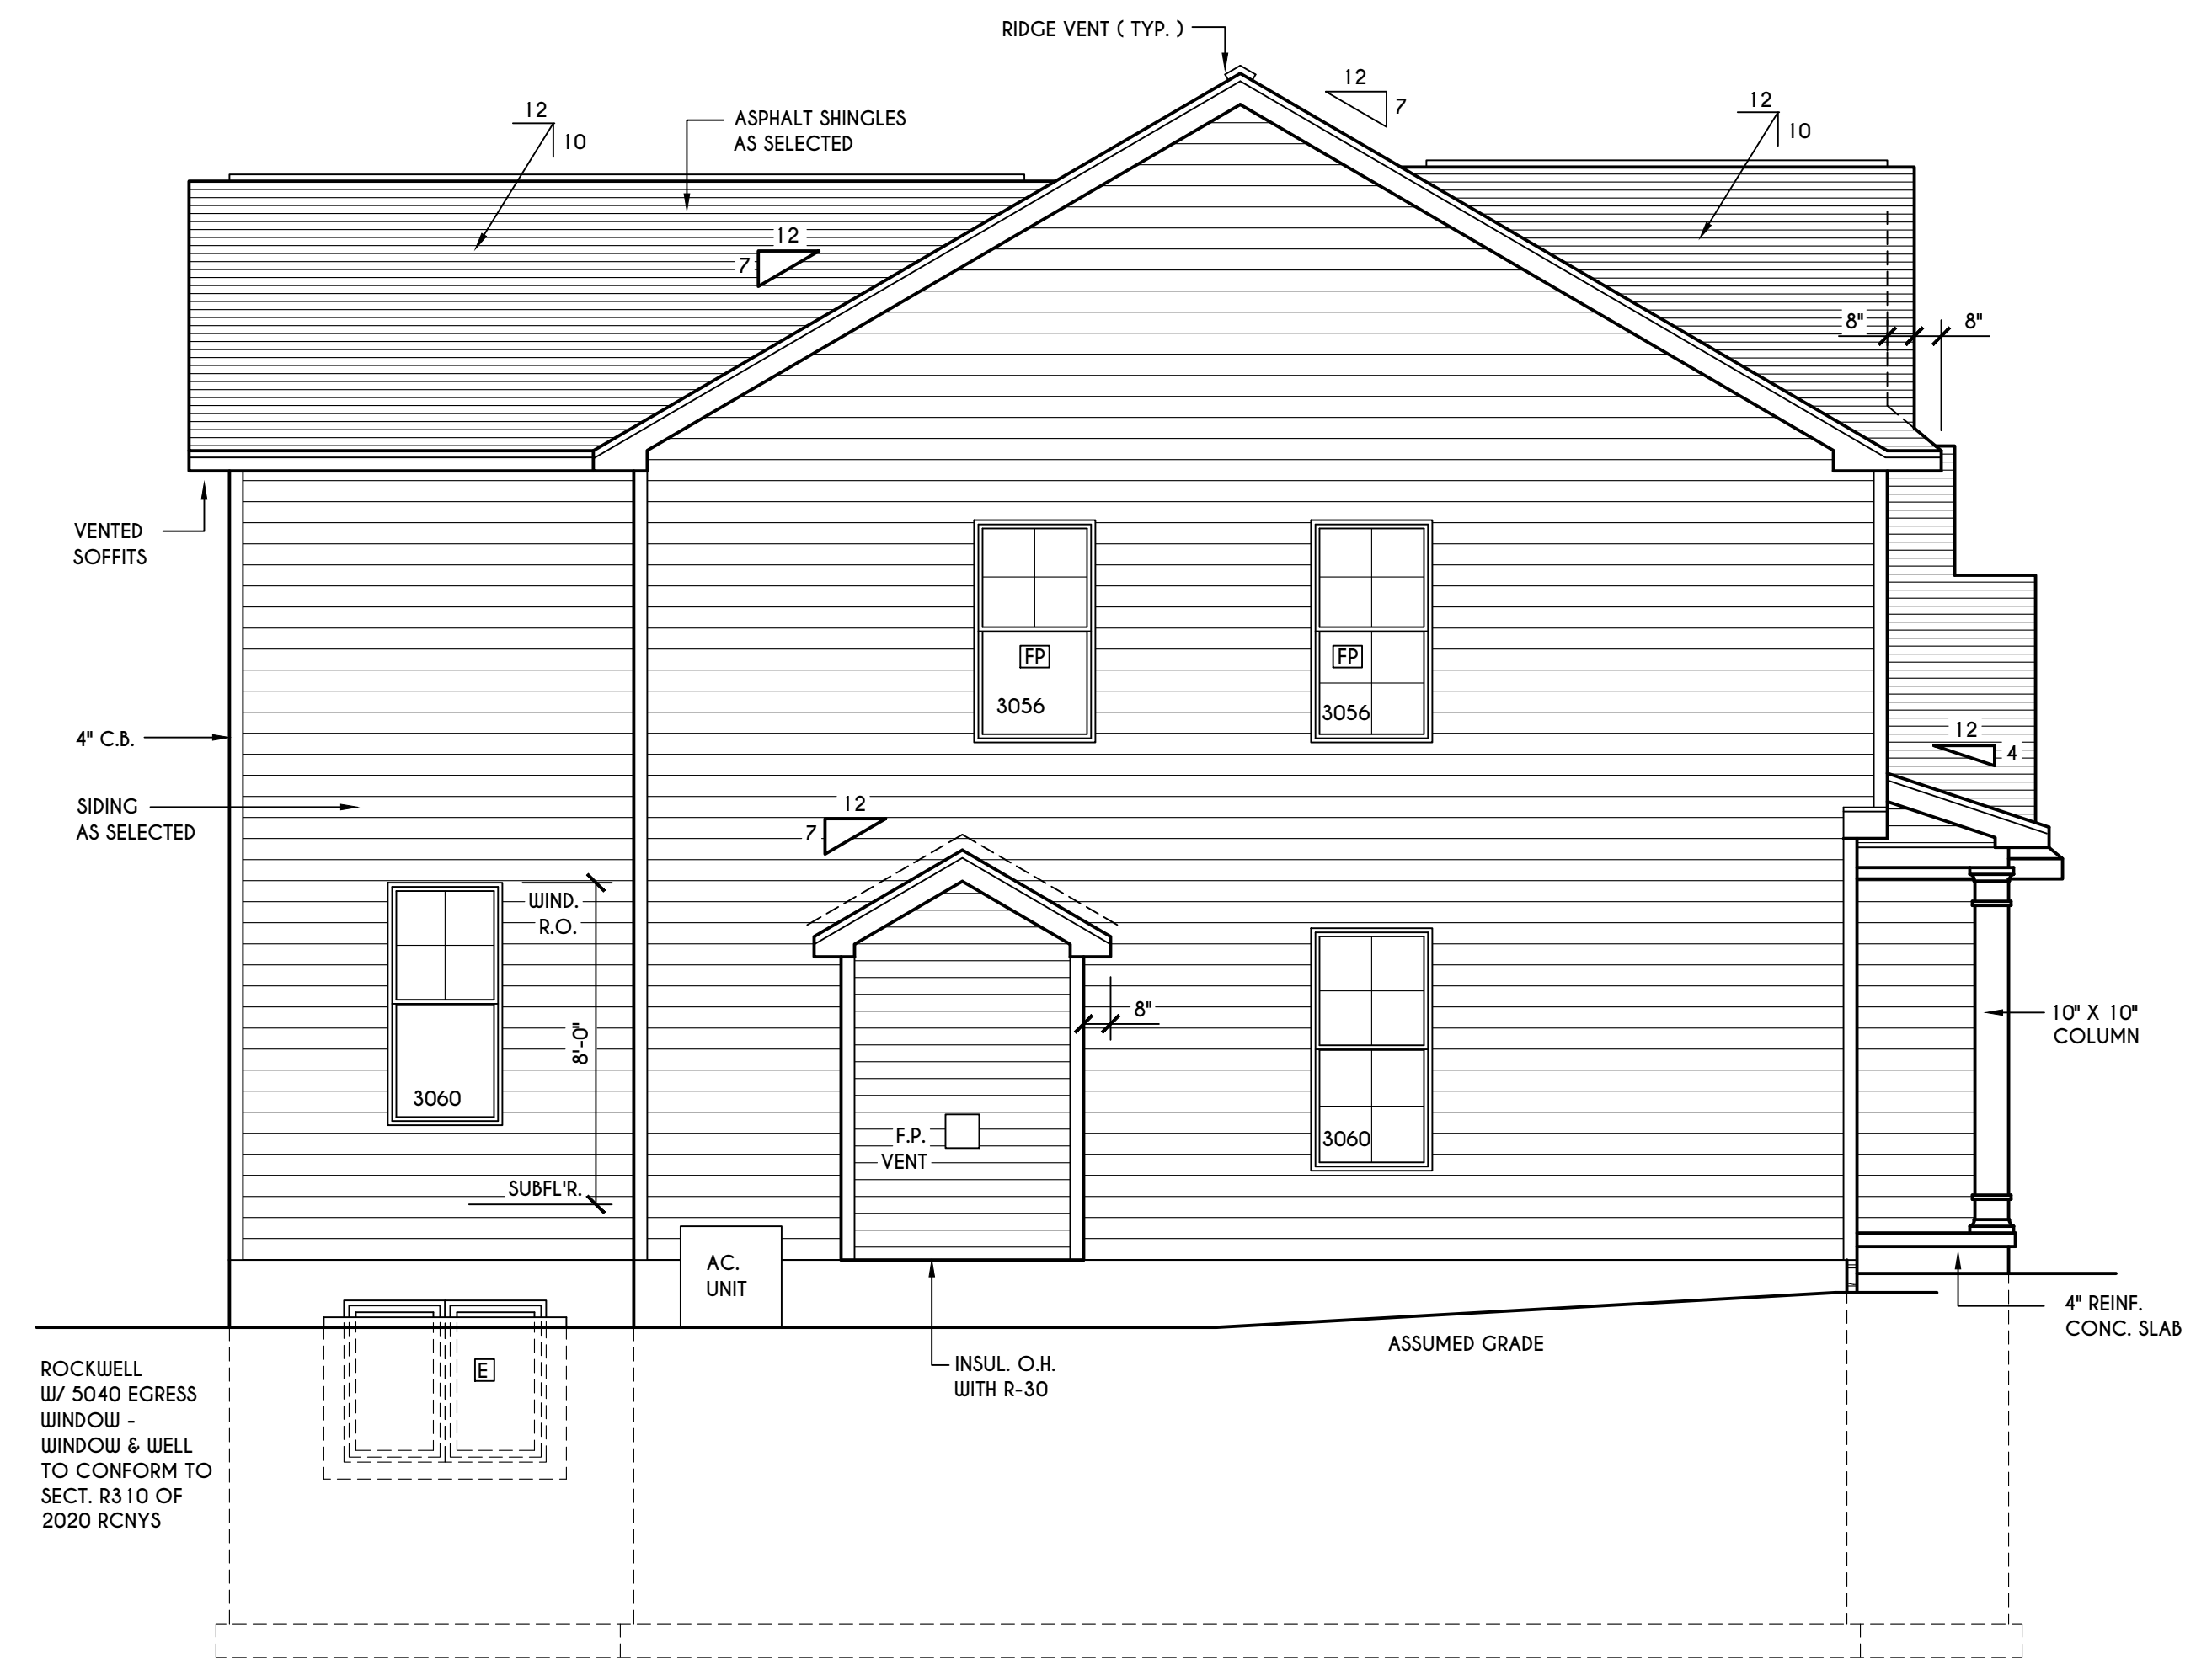 RIDGE VENT ( TYP. )
12
7
12
10
ASPHALT SHINGLES
AS SELECTED
12
10
12
7
8"
8"
VENTED
SOFFITS
FP
3056
FP
3056
4" C.B.
12
4
SIDING
AS SELECTED
12
7
WIND.
R.O.
8'-0"
3060
SUBFL'R.
8"
F.P.
VENT
3060
10" X 10"
COLUMN
AC.
UNIT
4" REINF.
CONC. SLAB
ASSUMED GRADE
INSUL. O.H.
WITH R-30
E
ROCKWELL
W/ 5040 EGRESS
WINDOW -
WINDOW & WELL
TO CONFORM TO
SECT. R310 OF
2020 RCNYS